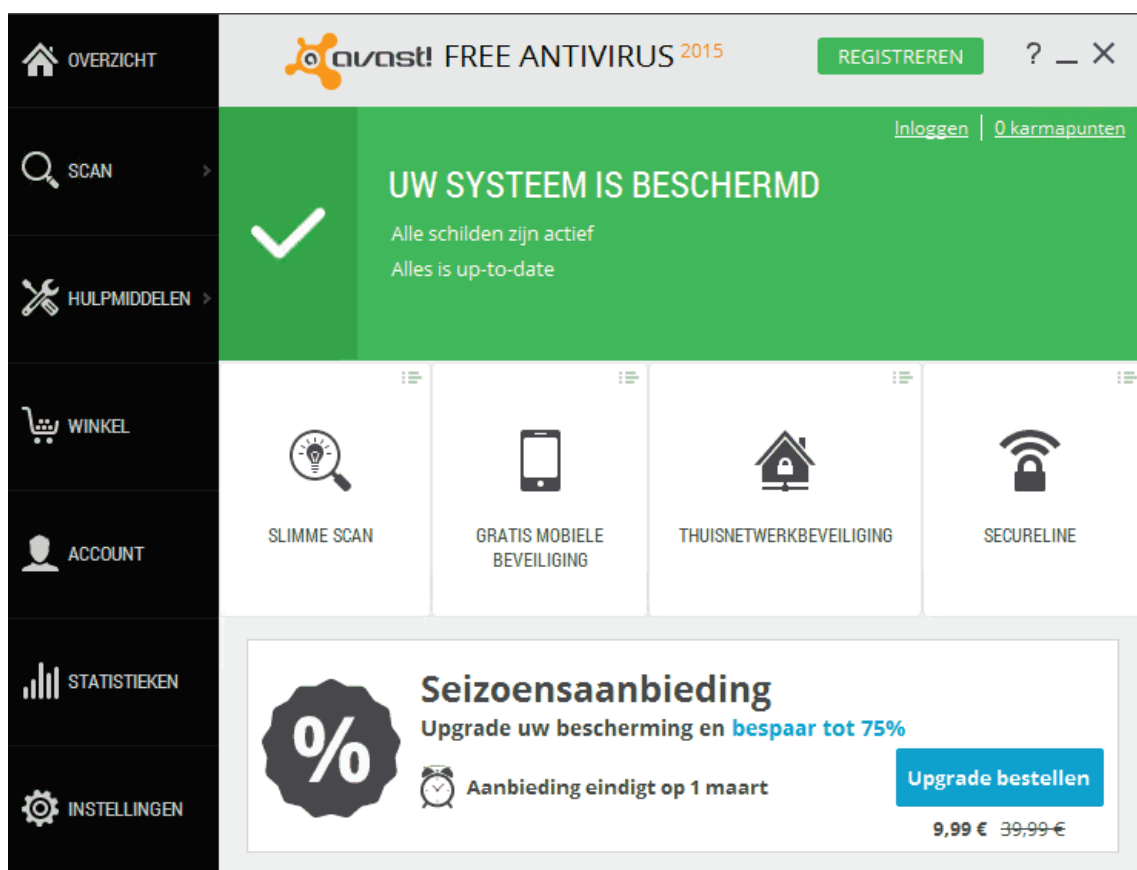 OVERZICHT
SCAN
HULPMIDDELEN
WINKEL
ACCOUNT
STATISTIEKEN
INSTELLINGEN
avast! FREE ANTIVIRUS 2015
REGISTREREN
?
Inloggen | 0 karmapunten
UW SYSTEEM IS BESCHERMD
Alle schilden zijn actief
Alles is up-to-date
SLIMME SCAN
GRATIS MOBIELE
BEVEILIGING
THUISNETWERKBEVEILIGING
SECURELINE
%
Seizoensaanbieding
Upgrade uw bescherming en bespaar tot 75%
Aanbieding eindigt op 1 maart
Upgrade bestellen
9,99 € 39,99 €